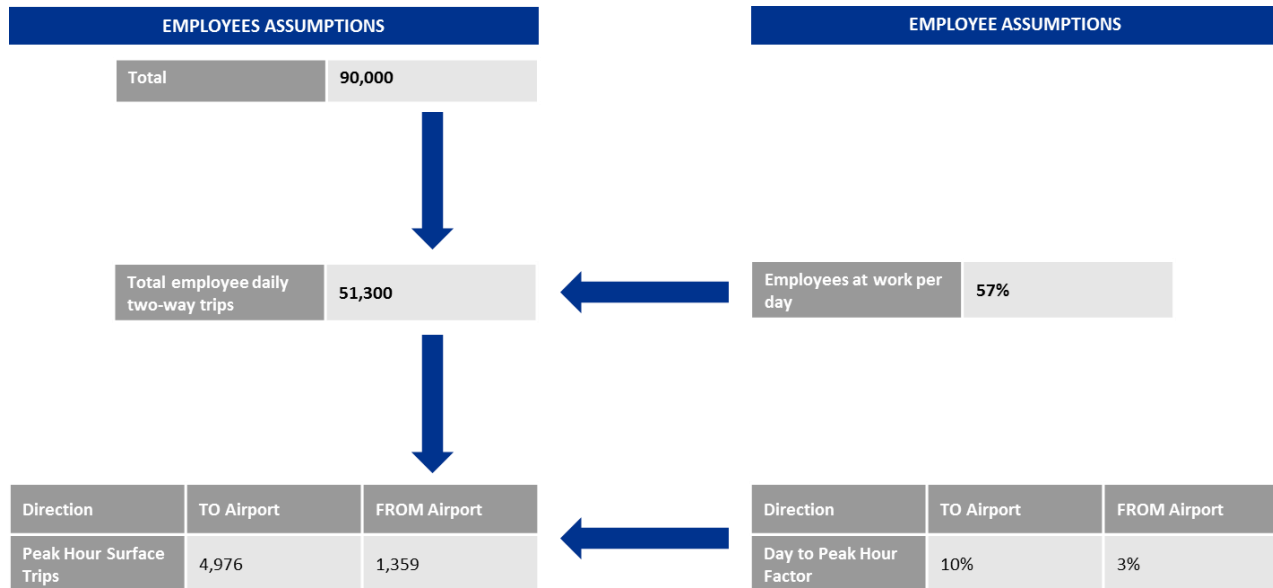 EMPLOYEES ASSUMPTIONS
EMPLOYEE ASSUMPTIONS
Total
90,000
Total employee daily
two-way trips
51,300
Employees at work per
day
57%
Direction
TO Airport
FROM Airport
Peak Hour Surface
Trips
4,976
1,359
Direction
TO Airport
FROM Airport
Day to Peak Hour
Factor
10%
3%